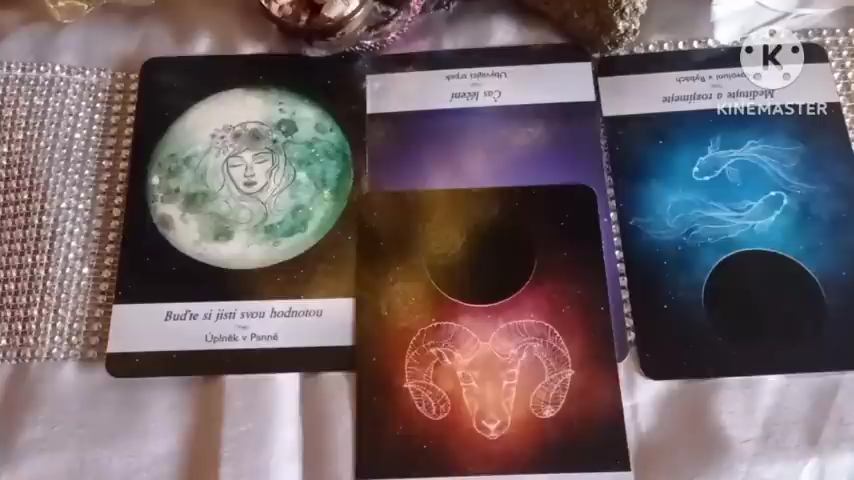 Ubývající srpek
Čas léčení
Novoluní v Rybách
Meditujte a rozjímejte
K
KINEMASTER
Buďte si jisti svou hodnotou
Úplněk v Panně